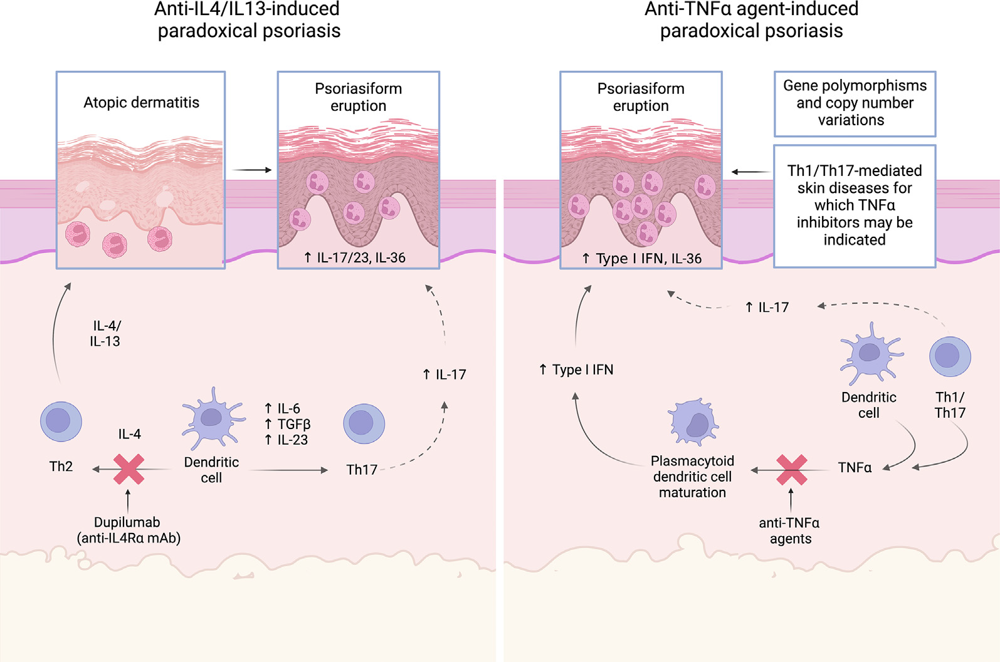 Anti-IL4/IL13-induced
paradoxical psoriasis
Atopic dermatitis
Psoriasiform
eruption
↑ IL-17/23, IL-36
IL-4/
IL-13
↑ IL-17
↑ IL-6
↑ TGFβ
↑ IL-23
IL-4
Th2
Dendritic
cell
Th17
Dupilumab
(anti-IL4Rα mAb)
Anti-TNFα agent-induced
paradoxical psoriasis
Psoriasiform
eruption
↑ Type I IFN, IL-36
Gene polymorphisms
and copy number
variations
Th1/Th17-mediated
skin diseases for
which TNFα
inhibitors may be
indicated
↑ IL-17
↑ Type I IFN
Dendritic
cell
Th1/
Th17
Plasmacytoid
dendritic cell
maturation
TNFα
anti-TNFα
agents